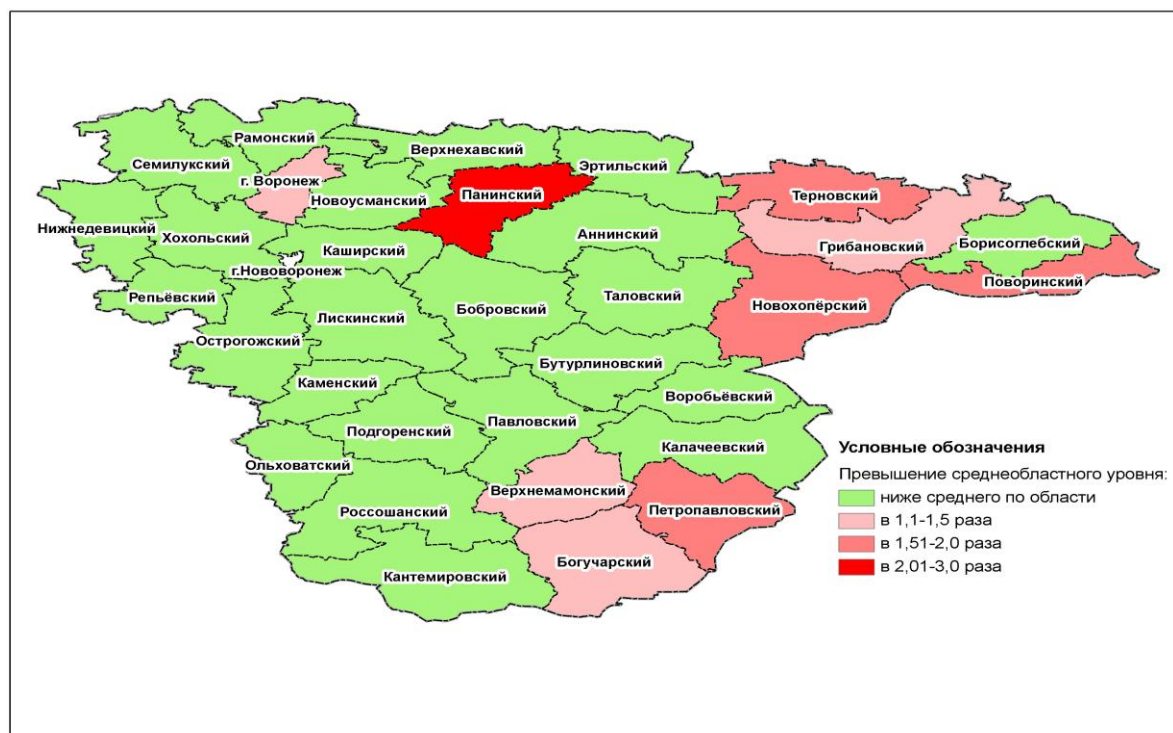 Рамонский
Верхнехавский
Семилукский
Эртильский
г. Воронеж
Панинский
Терновский
Новоусманский
Нижнедевицкий
Хохольский
Аннинский
Грибановский
Борисоглебский
Каширский
г.Нововоронеж
Поворинский
Репьёвский
Таловский
Новохопёрский
Бобровский
Лискинский
Острогожский
Бутурлиновский
Каменский
Воробьёвский
Павловский
Подгоренский
Калачеевский
Ольховатский
Верхнемамонский
Россошанский
Петропавловский
Богучарский
Кантемировский
Условные обозначения
Превышение среднеобластного уровня:
ниже среднего по области
в 1,1-1,5 раза
в 1,51-2,0 раза
в 2,01-3,0 раза